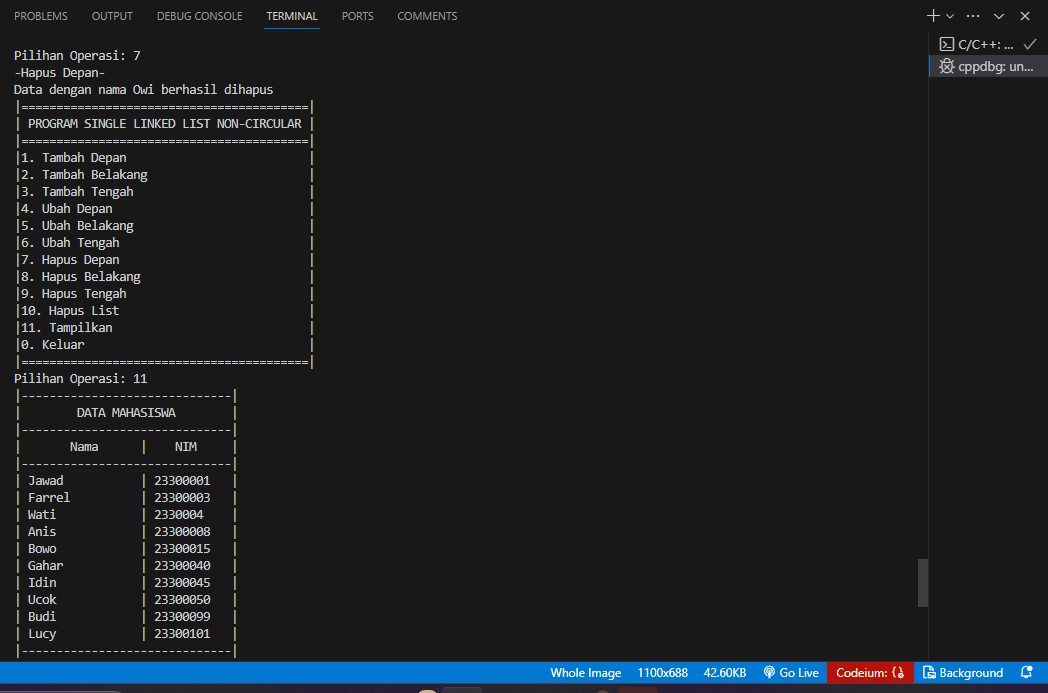 PROBLEMS OUTPUT DEBUG CONSOLE TERMINAL PORTS COMMENTS
Pilihan Operasi: 7
-Hapus Depan-
Data dengan nama Owi berhasil dihapus
|=========================================|
| PROGRAM SINGLE LINKED LIST NON-CIRCULAR |
|=========================================|
|1. Tambah Depan |
|2. Tambah Belakang |
|3. Tambah Tengah |
|4. Ubah Depan |
|5. Ubah Belakang |
|6. Ubah Tengah |
|7. Hapus Depan |
|8. Hapus Belakang |
|9. Hapus Tengah |
|10. Hapus List |
|11. Tampilkan |
|0. Keluar |
|=========================================|
Pilihan Operasi: 11
|------------------------------|
| DATA MAHASISWA |
|------------------------------|
| Nama | NIM |
|------------------------------|
| Jawad | 23300001 |
| Farrel | 23300003 |
| Wati | 2330004 |
| Anis | 23300008 |
| Bowo | 23300015 |
| Gahar | 23300040 |
| Idin | 23300045 |
| Ucok | 23300050 |
| Budi | 23300099 |
| Lucy | 23300101 |
|------------------------------|
C/C++: ...
cppdbg: un...
Whole Image 1100x688 42.60KB Go Live Codeium: {} Background